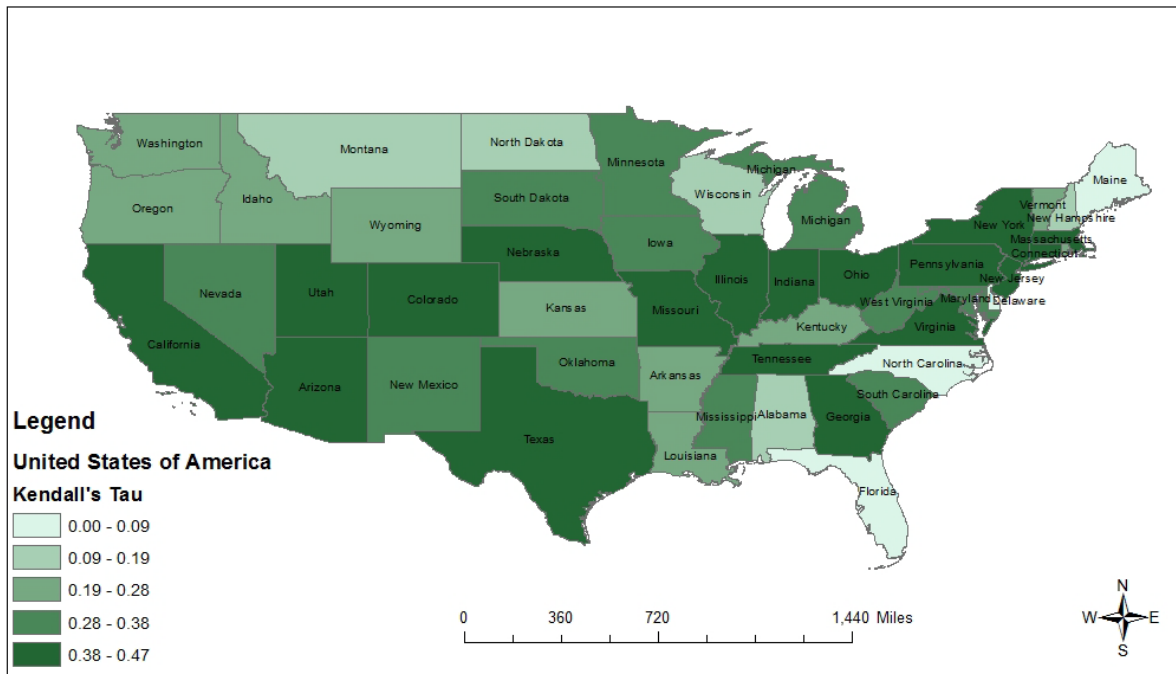 Washington
Montana
North Dakota
Minnesota
Michigan
Maine
Oregon
Idaho
Wisconsin
Michigan
Vermont
South Dakota
Wyoming
New Hampshire
New York
Massachusetts
Iowa
Nebraska
Connecticut
Pennsylvania
Nevada
Utah
Colorado
Illinois
Indiana
Ohio
New Jersey
Kansas
Missouri
West Virginia
Maryland
Delaware
California
Kentucky
Virginia
Tennessee
North Carolina
Oklahoma
Arizona
New Mexico
Arkansas
South Carolina
Mississippi
Alabama
Georgia
Texas
Louisiana
Florida
Legend
United States of America
Kendall's Tau
0.00 - 0.09
0.09 - 0.19
0.19 - 0.28
0.28 - 0.38
0.38 - 0.47
0 360 720 1,440 Miles
N
W E
S